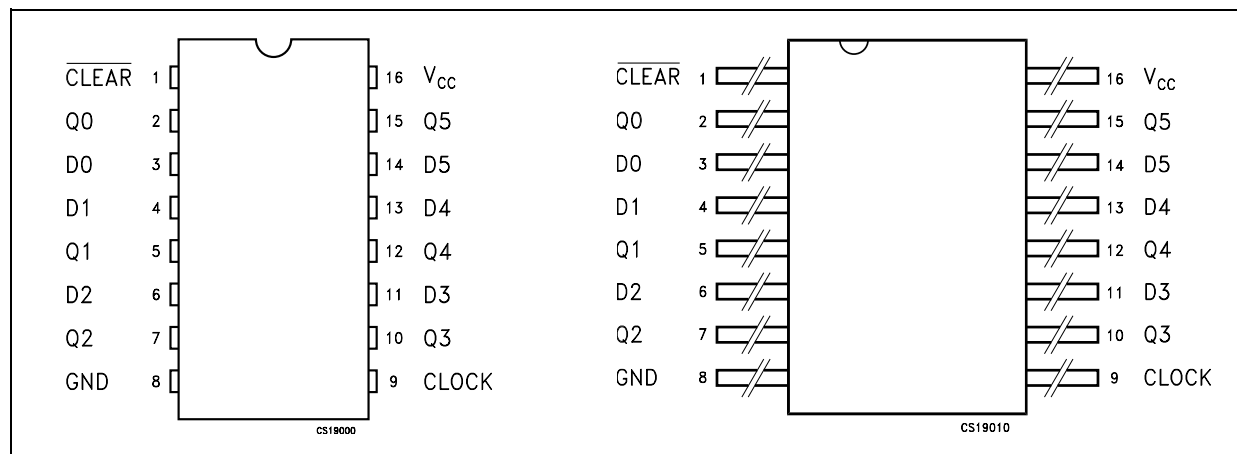 C̅L̅E̅A̅R̅ 1
Q0 2
D0 3
D1 4
Q1 5
D2 6
Q2 7
GND 8
16 VCC
15 Q5
14 D5
13 D4
12 Q4
11 D3
10 Q3
9 CLOCK
CS19000
C̅L̅E̅A̅R̅ 1
Q0 2
D0 3
D1 4
Q1 5
D2 6
Q2 7
GND 8
16 VCC
15 Q5
14 D5
13 D4
12 Q4
11 D3
10 Q3
9 CLOCK
CS19010